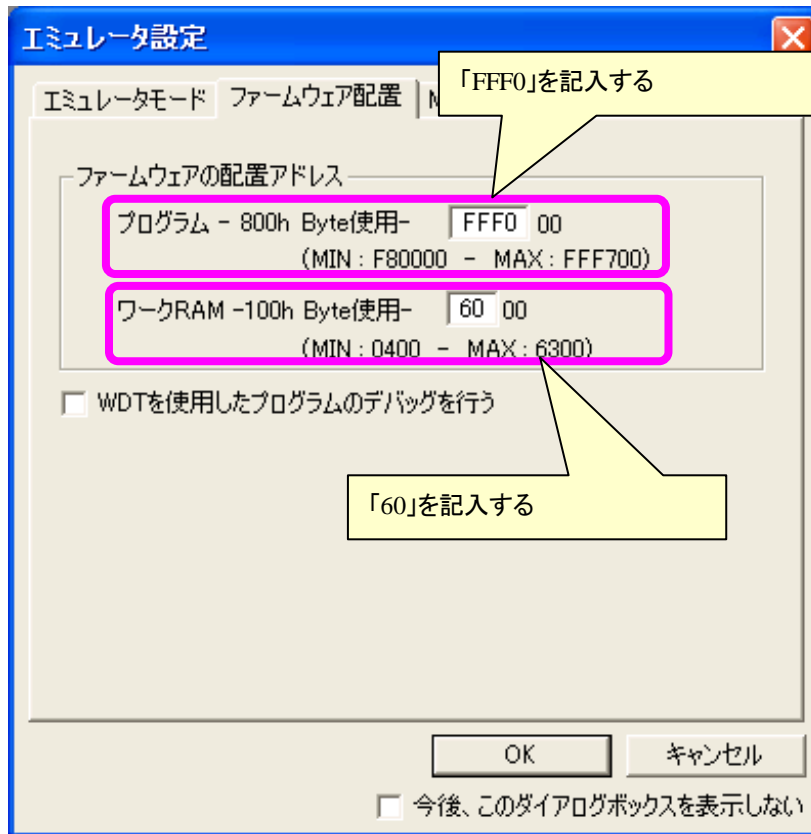 エミュレータ設定
「FFF0」を記入する
エミュレータモード ファームウェア配置
ファームウェアの配置アドレス
プログラム - 800h Byte使用- FFF0 00
(MIN : F80000 - MAX : FFF700)
ワークRAM -100h Byte使用- 60 00
(MIN : 0400 - MAX : 6300)
WDTを使用したプログラムのデバッグを行う
「60」を記入する
OK キャンセル
今後、このダイアログボックスを表示しない